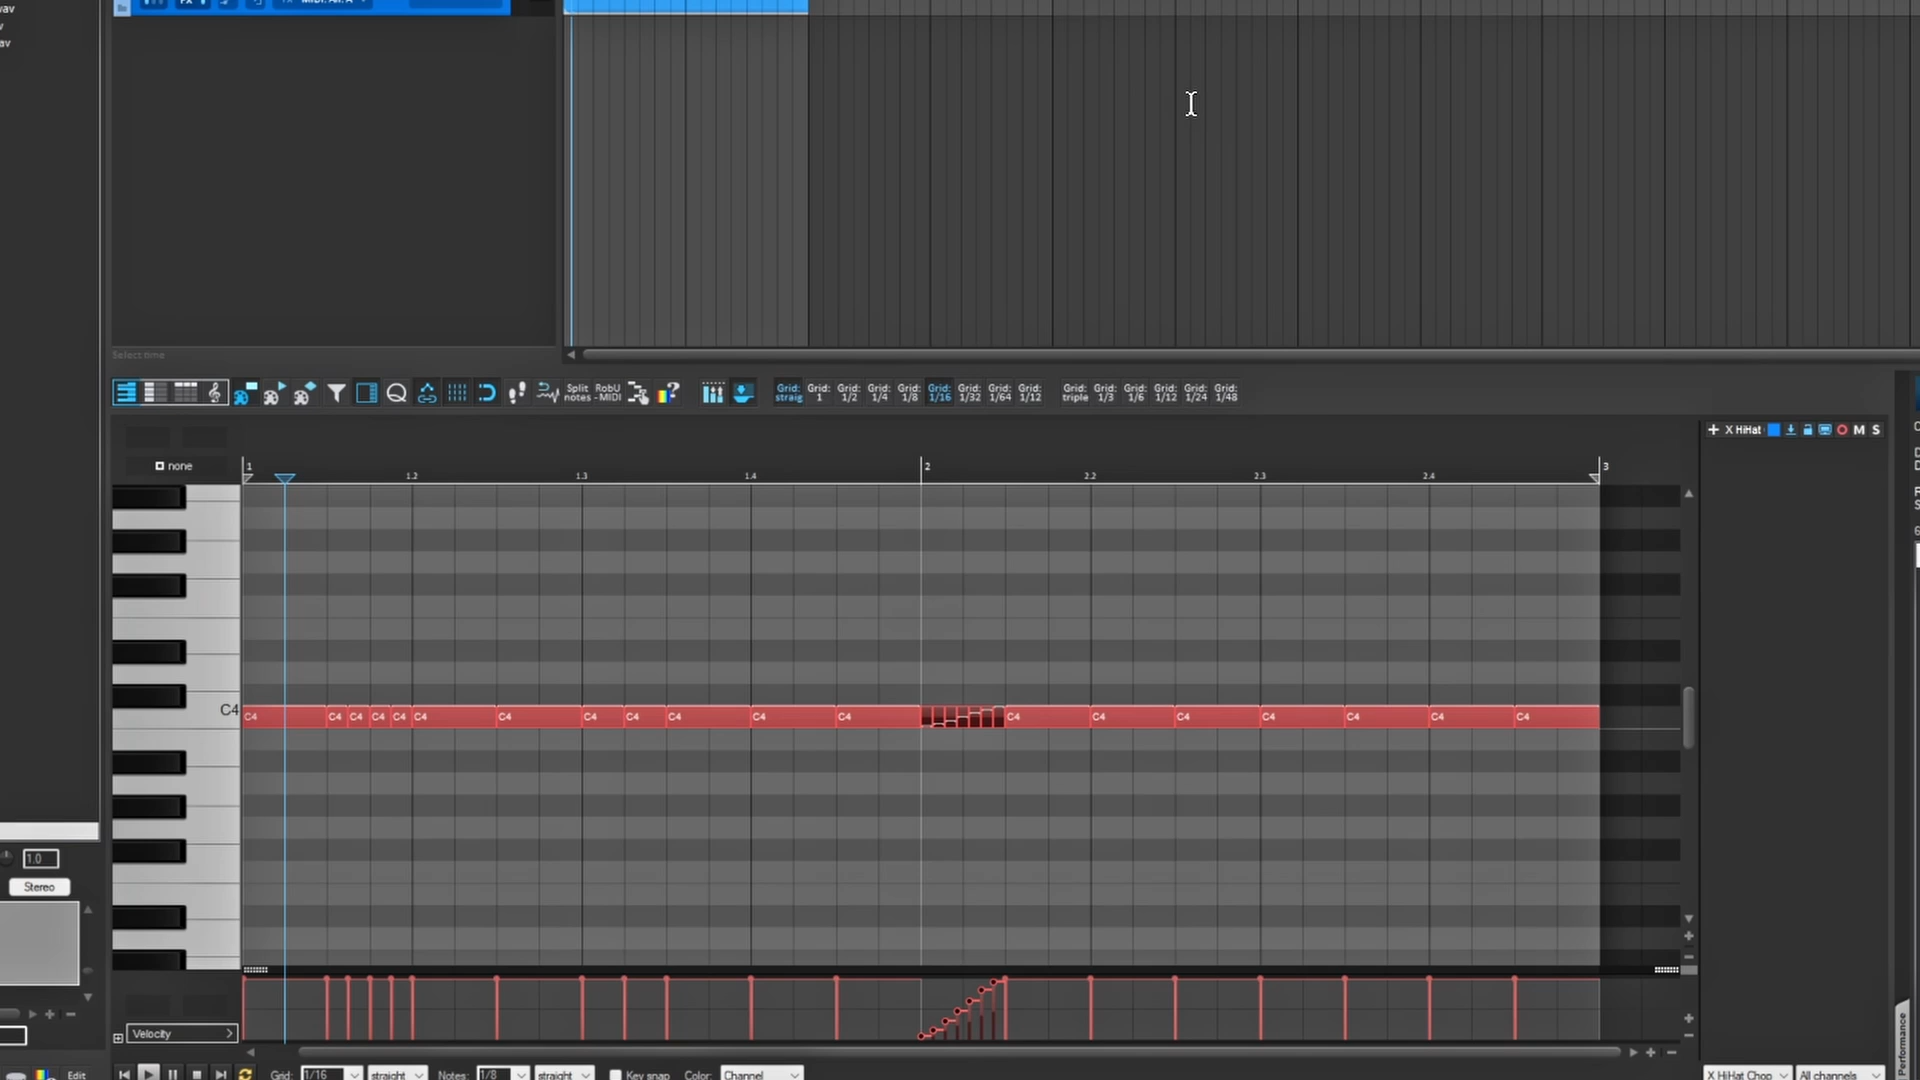 av
v
av
FX
MIDI: All: A
Select time
Split notes
RobU -MIDI
Grid: straig
Grid: 1
Grid: 1/2
Grid: 1/4
Grid: 1/8
Grid: 1/16
Grid: 1/32
Grid: 1/64
Grid: 1/12
Grid: triple
Grid: 1/3
Grid: 1/6
Grid: 1/12
Grid: 1/24
Grid: 1/48
+ X HiHat M S
none
1 1.2 1.3 1.4 2 2.2 2.3 2.4 3
C4
C4 C4 C4 C4 C4 C4 C4 C4 C4 C4 C4 C4 C4 C4 C4 C4 C4 C4 C4
1.0
Stereo
Velocity
Performance
Edit
Grid: 1/16 straight Notes: 1/8 straight Key snap Color: Channel
X HiHat Chop All channels